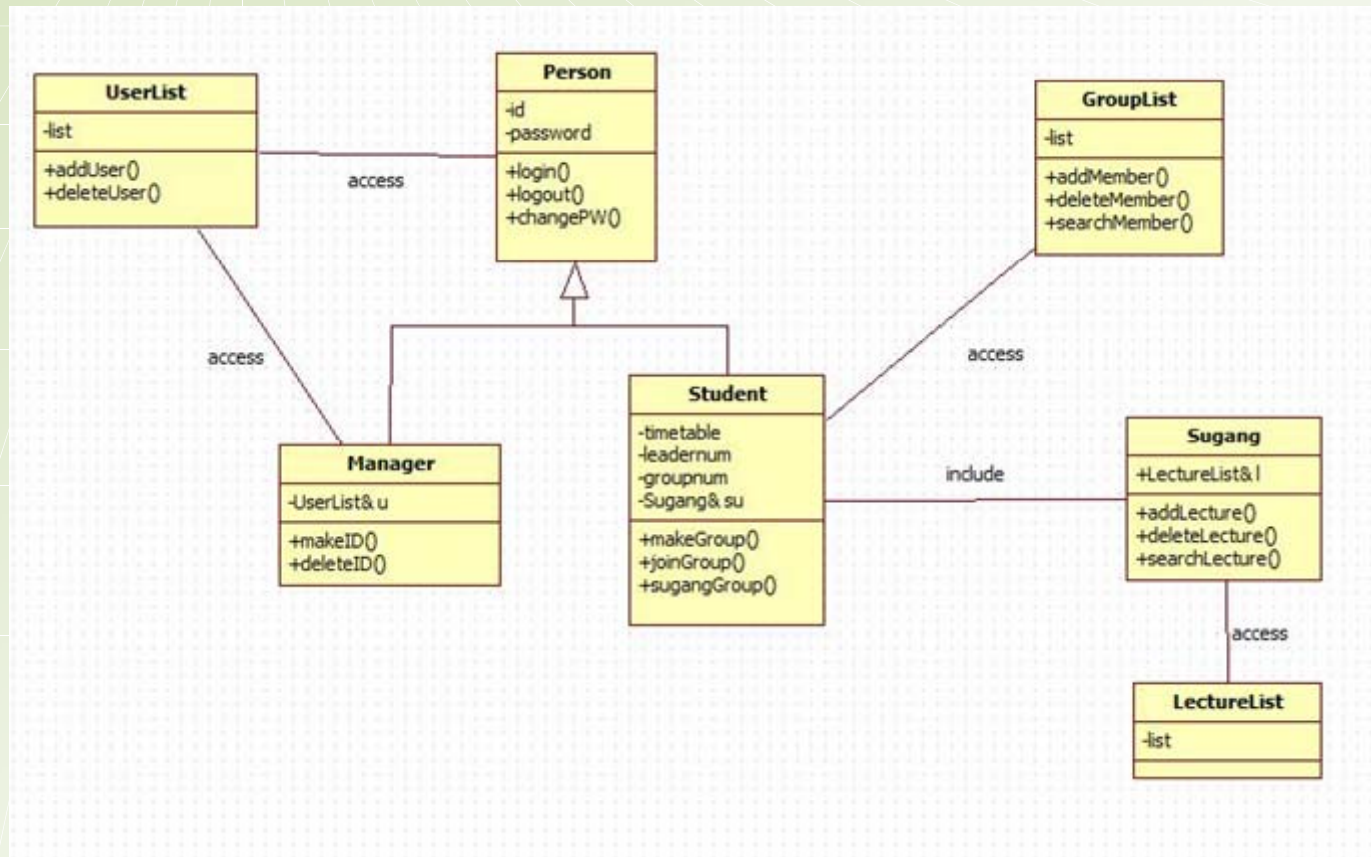 UserList
-list
+addUser()
+deleteUser()
access
Person
-id
-password
+login()
+logout()
+changePW()
GroupList
-list
+addMember()
+deleteMember()
+searchMember()
access
access
Manager
-UserList& u
+makeID()
+deleteID()
Student
-timetable
-leadernum
-groupnum
-Sugang& su
+makeGroup()
+joinGroup()
+sugangGroup()
include
Sugang
+LectureList& l
+addLecture()
+deleteLecture()
+searchLecture()
access
LectureList
-list